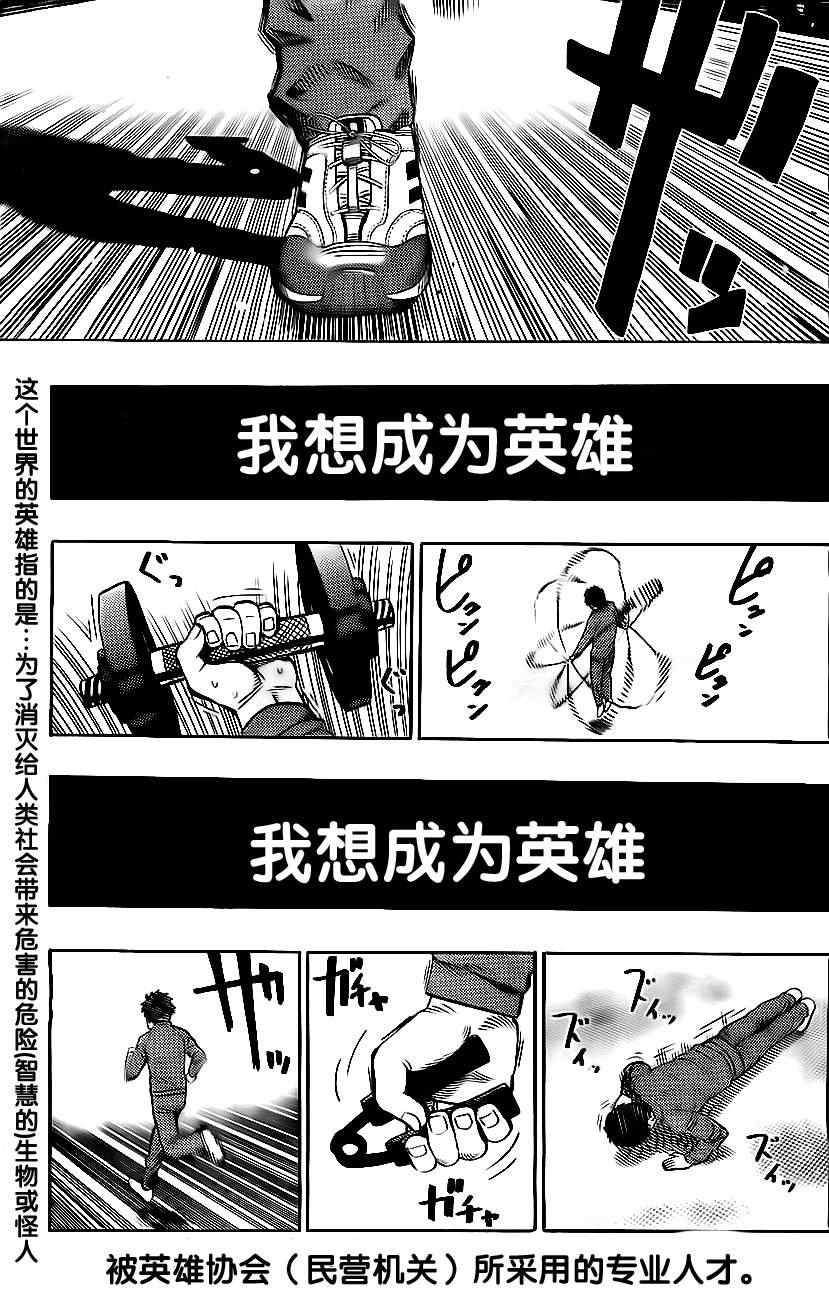 ザッ
我想成为英雄
ピュン
ピュン
ピュン
ピュン
ぐっ
ぐっ
我想成为英雄
ズイッ
ズイッ
ズイッ
ズイッ
ガチャ
ガチャ
这个世界的英雄指的是…为了消灭给人类社会带来危害的危险(智慧的)生物或怪人
被英雄协会（民营机关）所采用的专业人才。